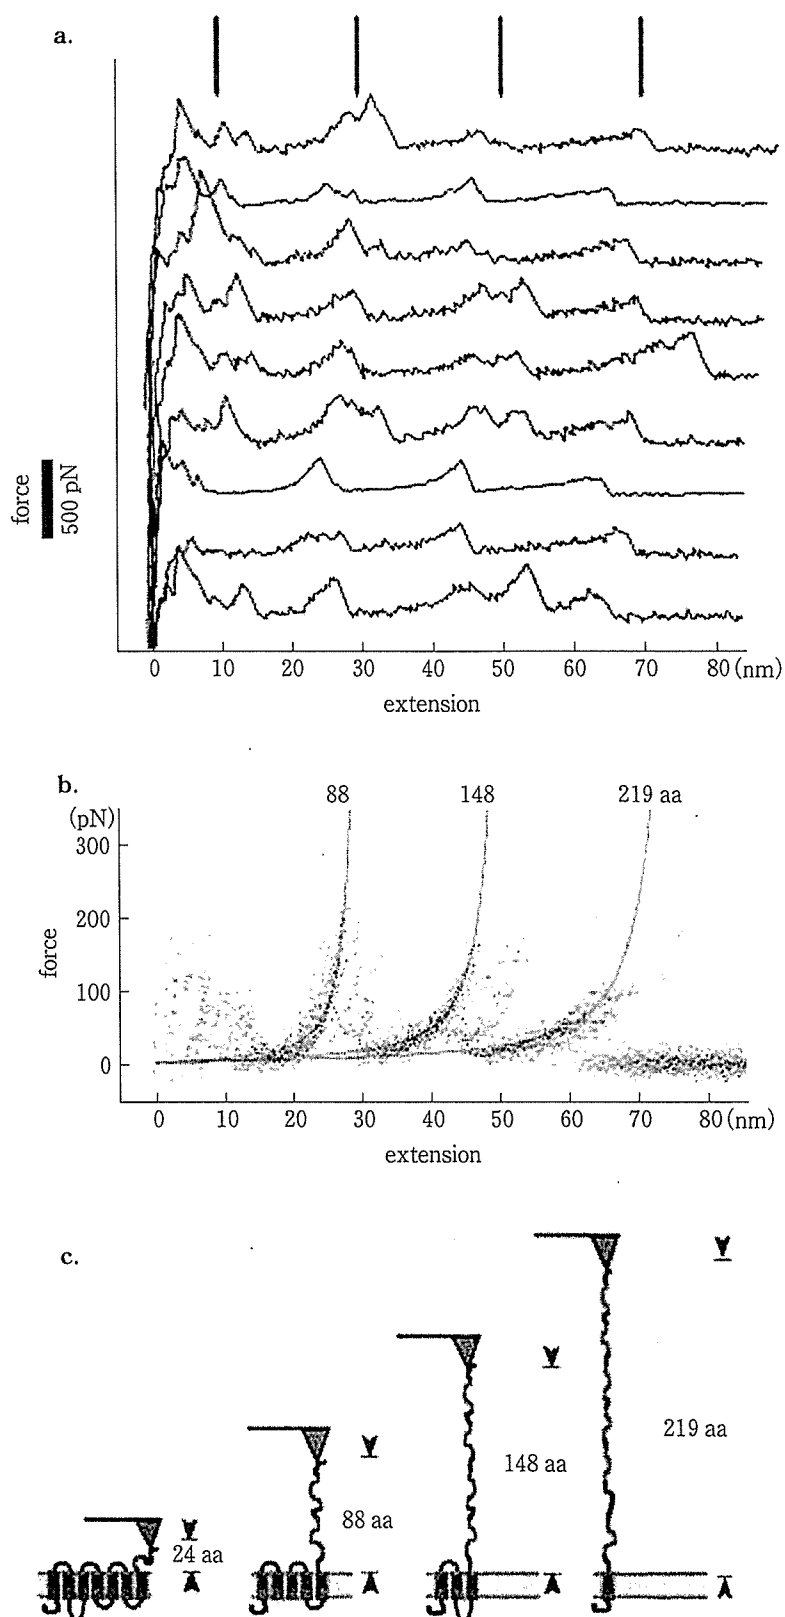 a.
force
500 pN
0 10 20 30 40 50 60 70 80 (nm)
extension
b.
88 148 219 aa
(pN)
300
200
100
0
force
0 10 20 30 40 50 60 70 80 (nm)
extension
c.
219 aa
148 aa
88 aa
24 aa